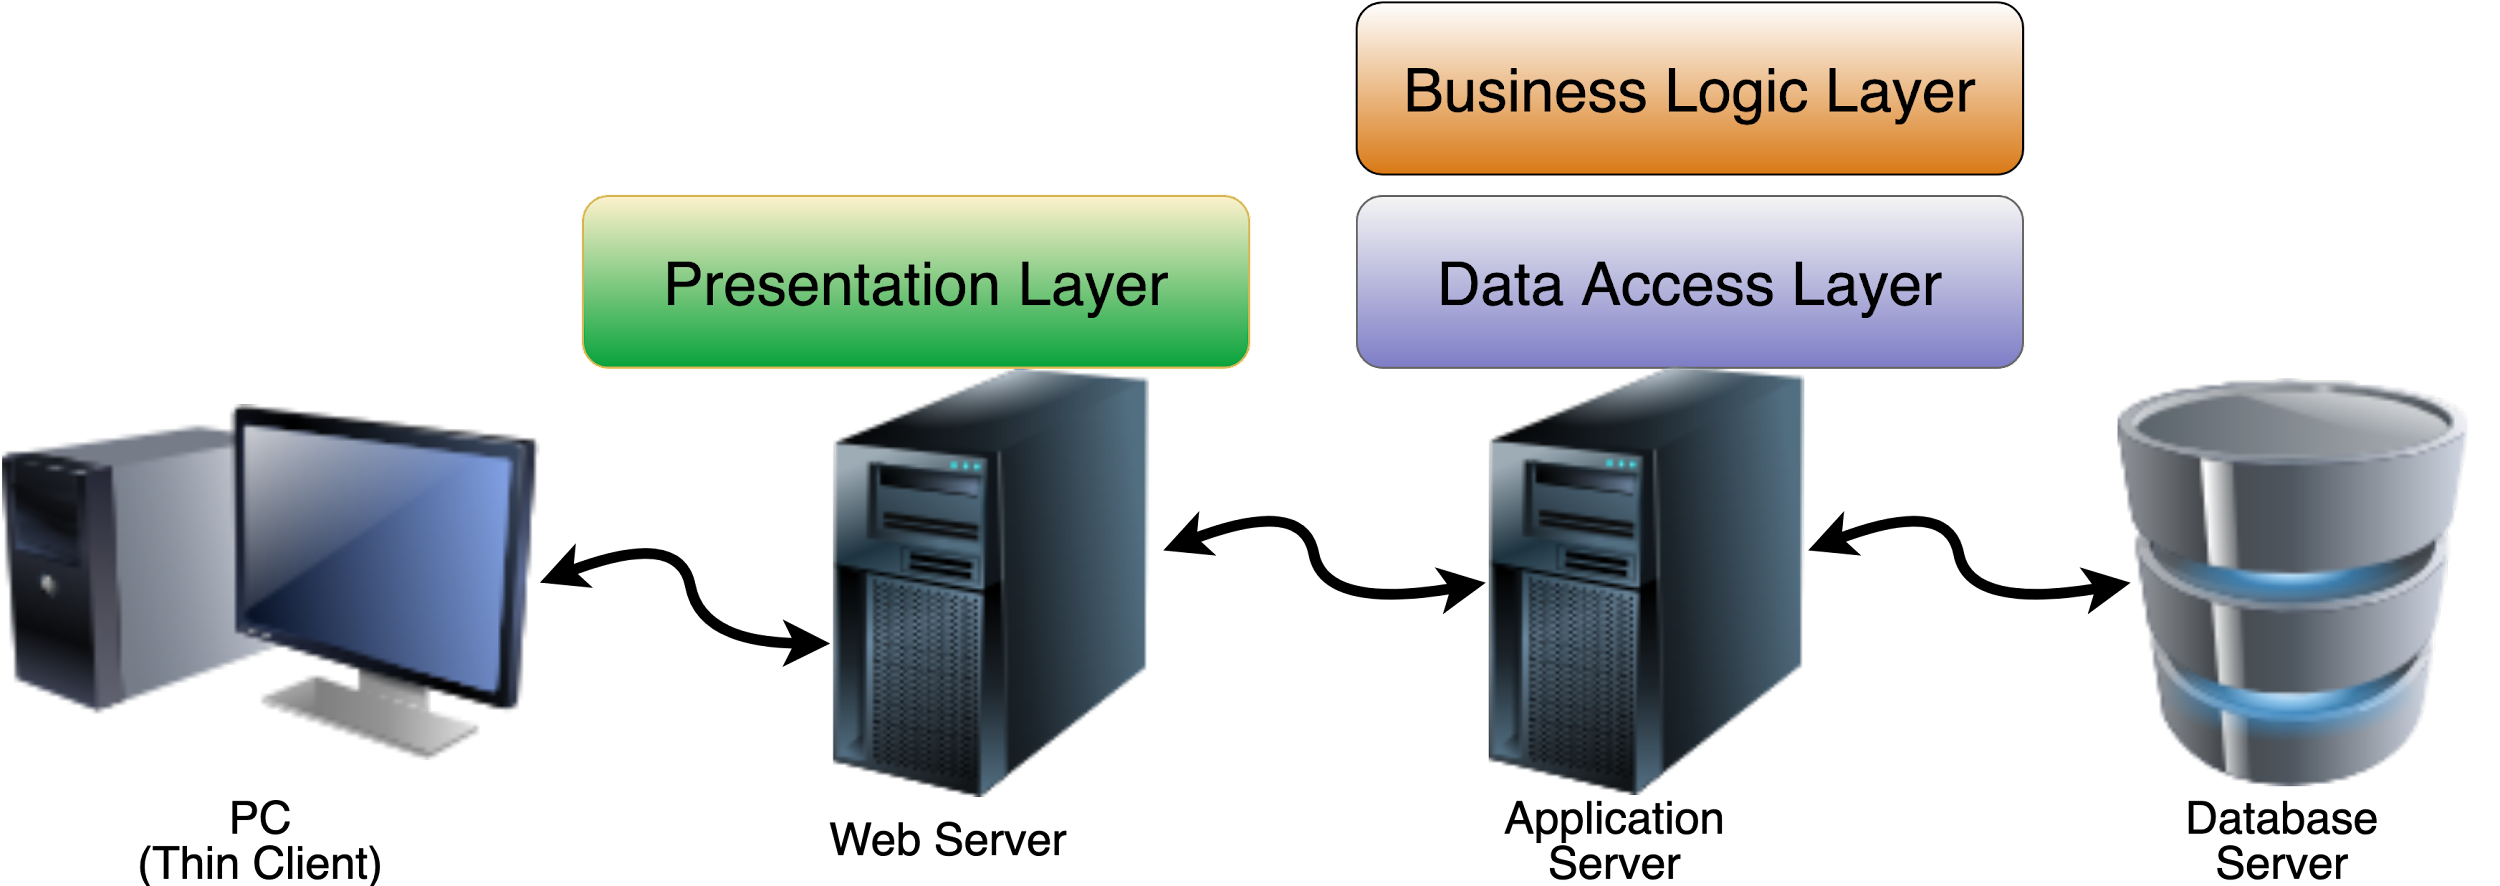 Business Logic Layer
Presentation Layer
Data Access Layer
PC
(Thin Client)
Web Server
Application
Server
Database
Server